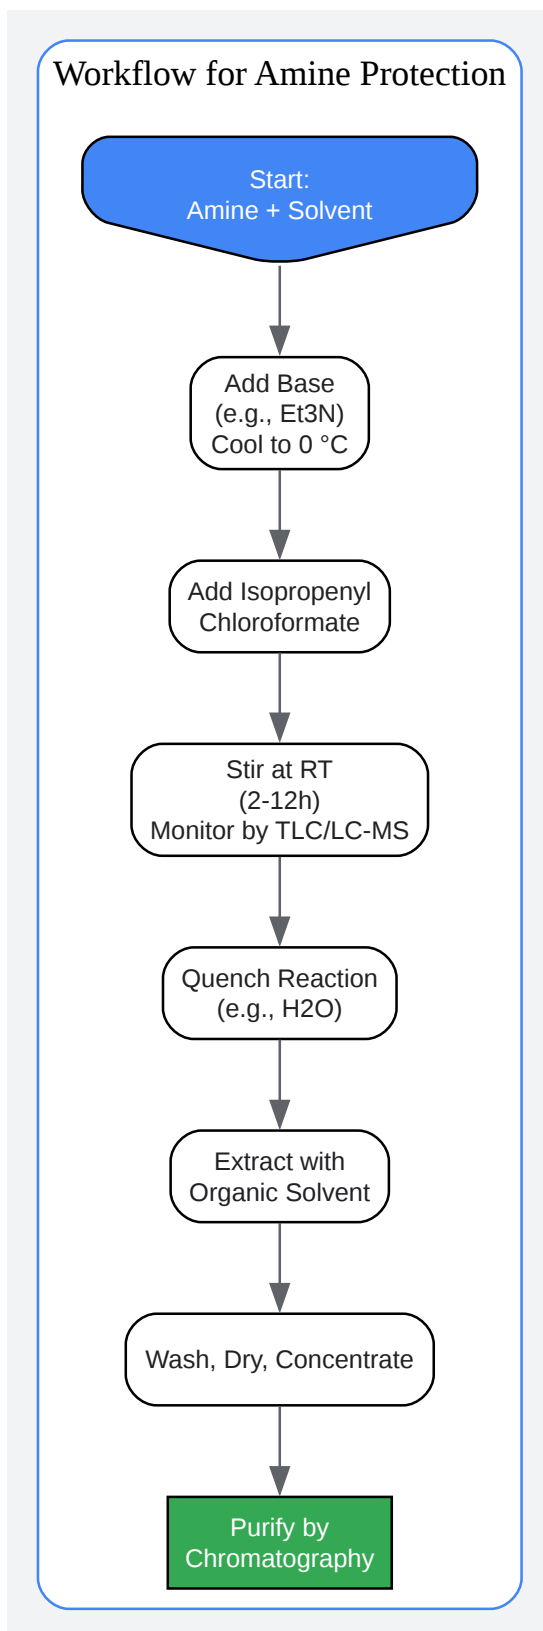 Workflow for Amine Protection
Start:
Amine + Solvent
Add Base
(e.g., Et3N)
Cool to 0 °C
Add Isopropenyl
Chloroformate
Stir at RT
(2-12h)
Monitor by TLC/LC-MS
Quench Reaction
(e.g., H2O)
Extract with
Organic Solvent
Wash, Dry, Concentrate
Purify by
Chromatography